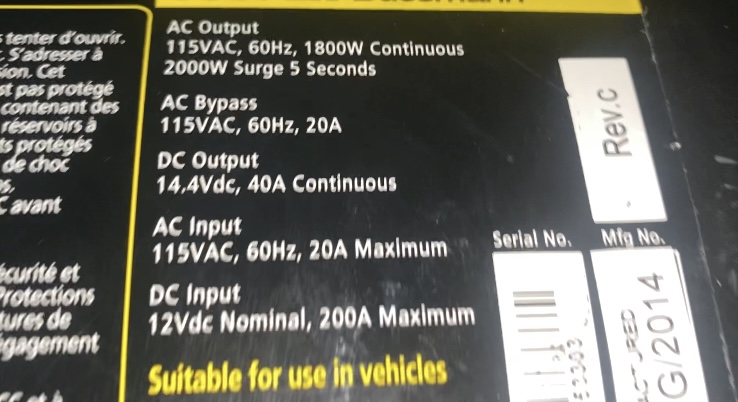 tenter d'ouvrir.
S'adresser à
Cet
st pas protégé
contenant des
réservoirs à
ts protégés
de choc
avant
écurité et
Protections
tures de
gagement
AC Output
115VAC, 60Hz, 1800W Continuous
2000W Surge 5 Seconds
AC Bypass
115VAC, 60Hz, 20A
DC Output
14.4Vdc, 40A Continuous
AC Input
115VAC, 60Hz, 20A Maximum
DC Input
12Vdc Nominal, 200A Maximum
Suitable for use in vehicles
Rev.C
Serial No.
Mfg No.
ACTURED
G/2014